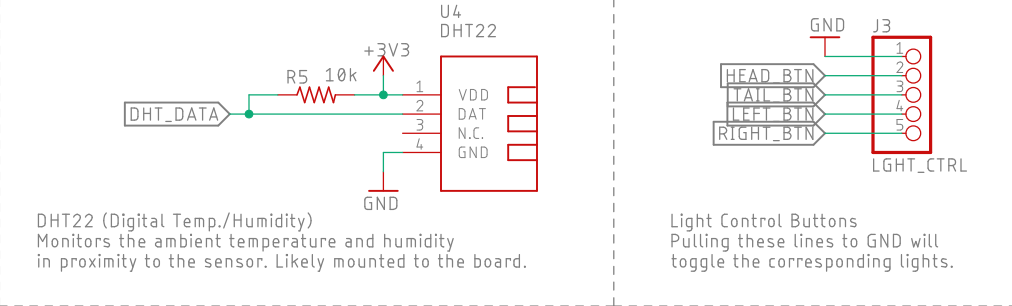 U4
DHT22
+3V3
R5 10k
DHT_DATA
1 VDD
2 DAT
3 N.C.
4 GND
GND
DHT22 (Digital Temp./Humidity)
Monitors the ambient temperature and humidity
in proximity to the sensor. Likely mounted to the board.
GND
J3
1
HEAD_BTN 2
TAIL_BTN 3
LEFT_BTN 4
RIGHT_BTN 5
LGHT_CTRL
Light Control Buttons
Pulling these lines to GND will
toggle the corresponding lights.